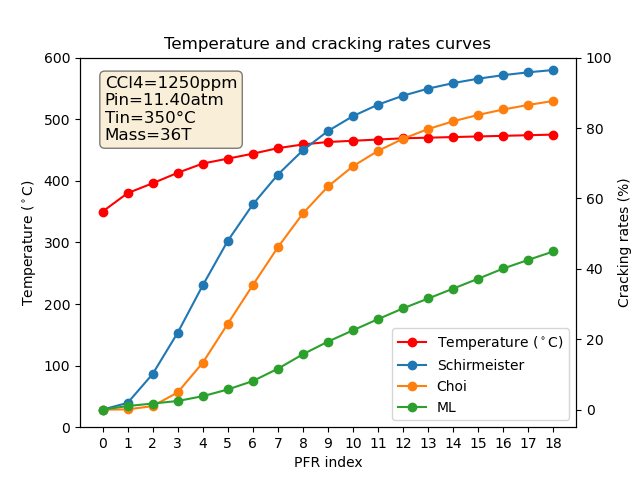 Temperature and cracking rates curves
CCl4=1250ppm
Pin=11.40atm
Tin=350°C
Mass=36T
600
500
400
300
200
100
0
Temperature (°C)
100
80
60
40
20
0
Cracking rates (%)
Temperature (°C)
Schirmeister
Choi
ML
0 1 2 3 4 5 6 7 8 9 10 11 12 13 14 15 16 17 18
PFR index